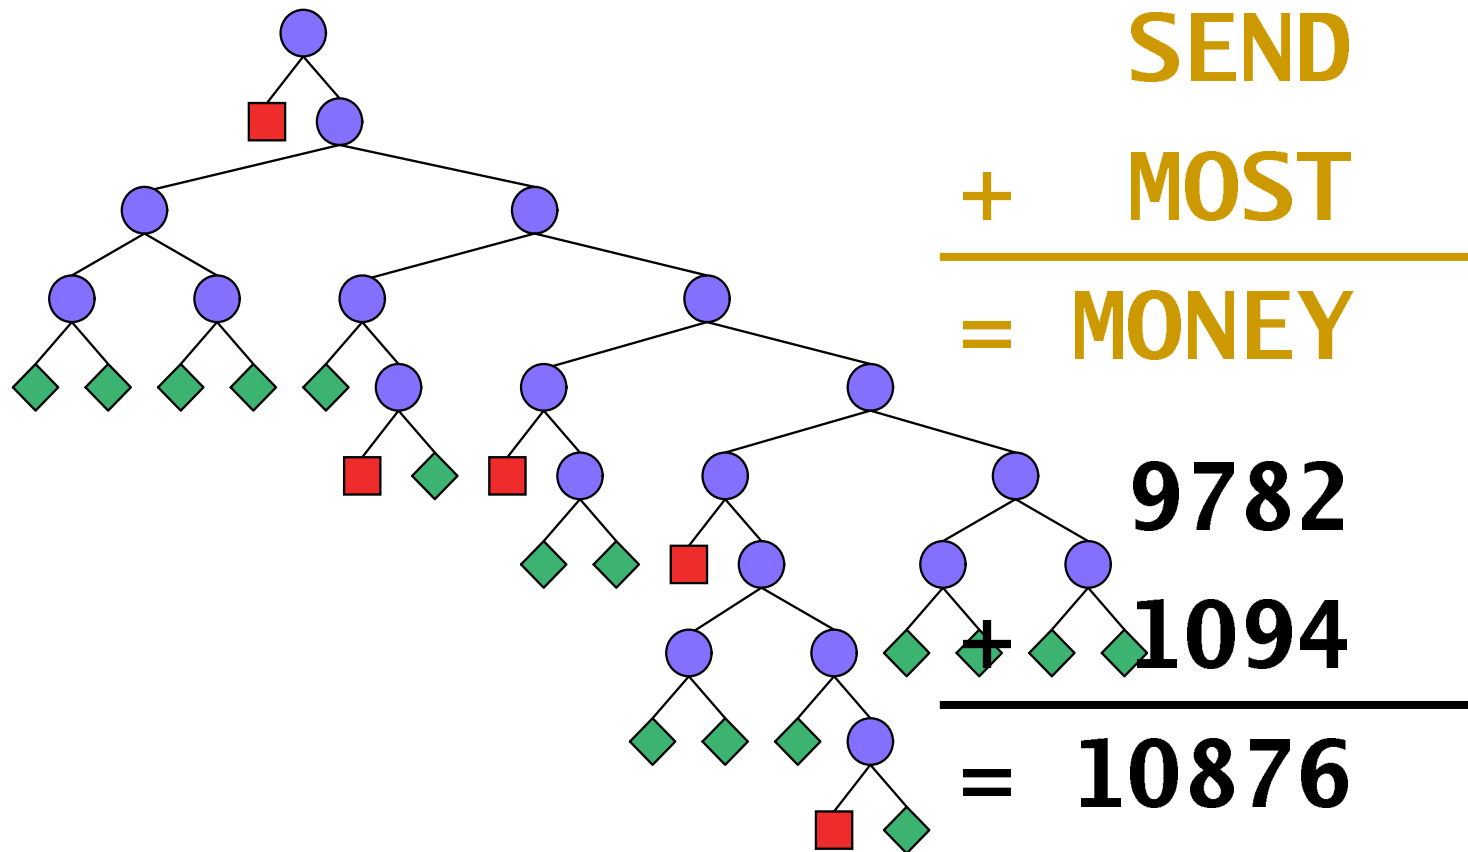 SEND
+ MOST
= MONEY
9782
+ 1094
= 10876